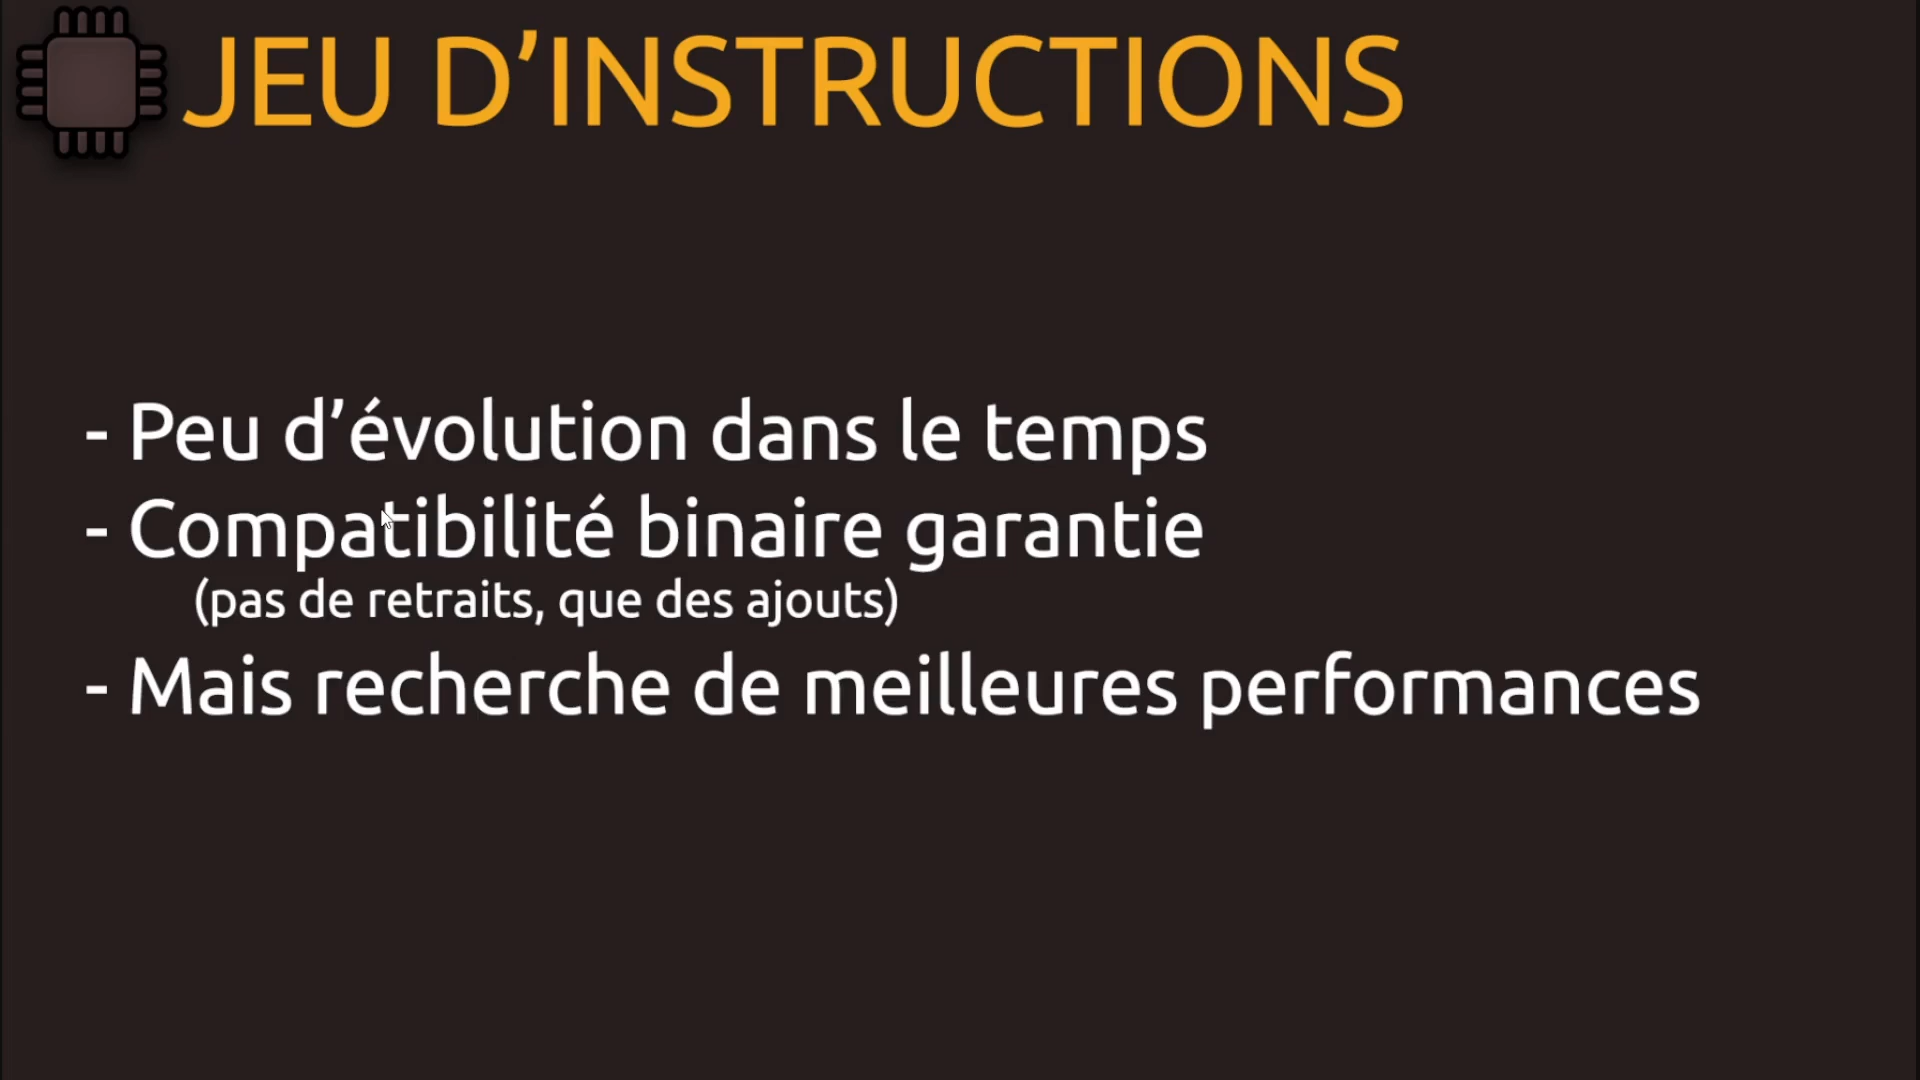 JEU D’INSTRUCTIONS
- Peu d’évolution dans le temps
- Compatibilité binaire garantie
(pas de retraits, que des ajouts)
- Mais recherche de meilleures performances